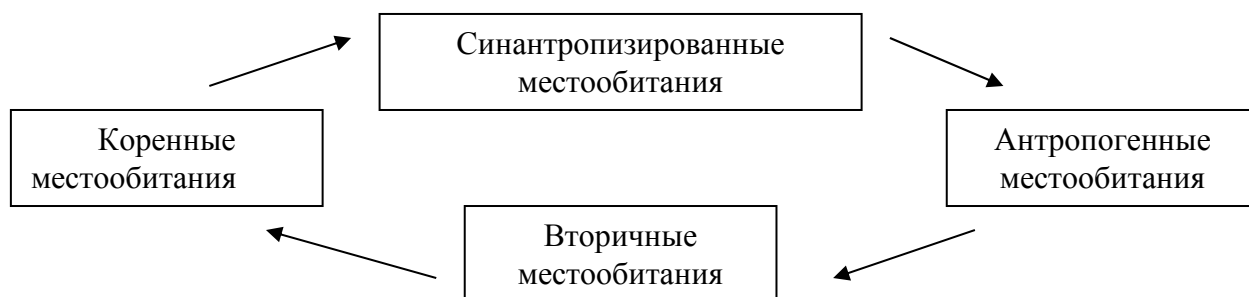 Синантропизированные
местообитания
Коренные
местообитания
Антропогенные
местообитания
Вторичные
местообитания